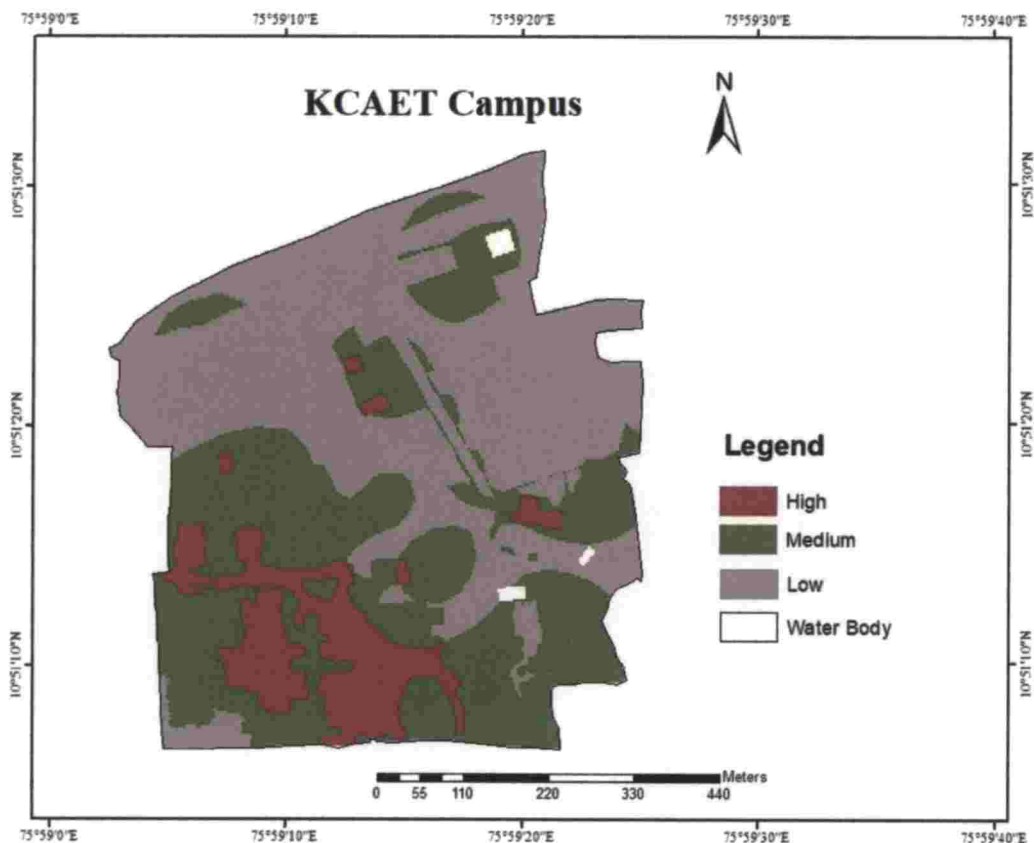 75°59'0"E 75°59'10"E 75°59'20"E 75°59'30"E 75°59'40"E
KCAET Campus
N
10°51'30"N 10°51'30"N
10°51'20"N 10°51'20"N
Legend
High
Medium
Low
Water Body
10°51'10"N 10°51'10"N
Meters
0 55 110 220 330 440
75°59'0"E 75°59'10"E 75°59'20"E 75°59'30"E 75°59'40"E